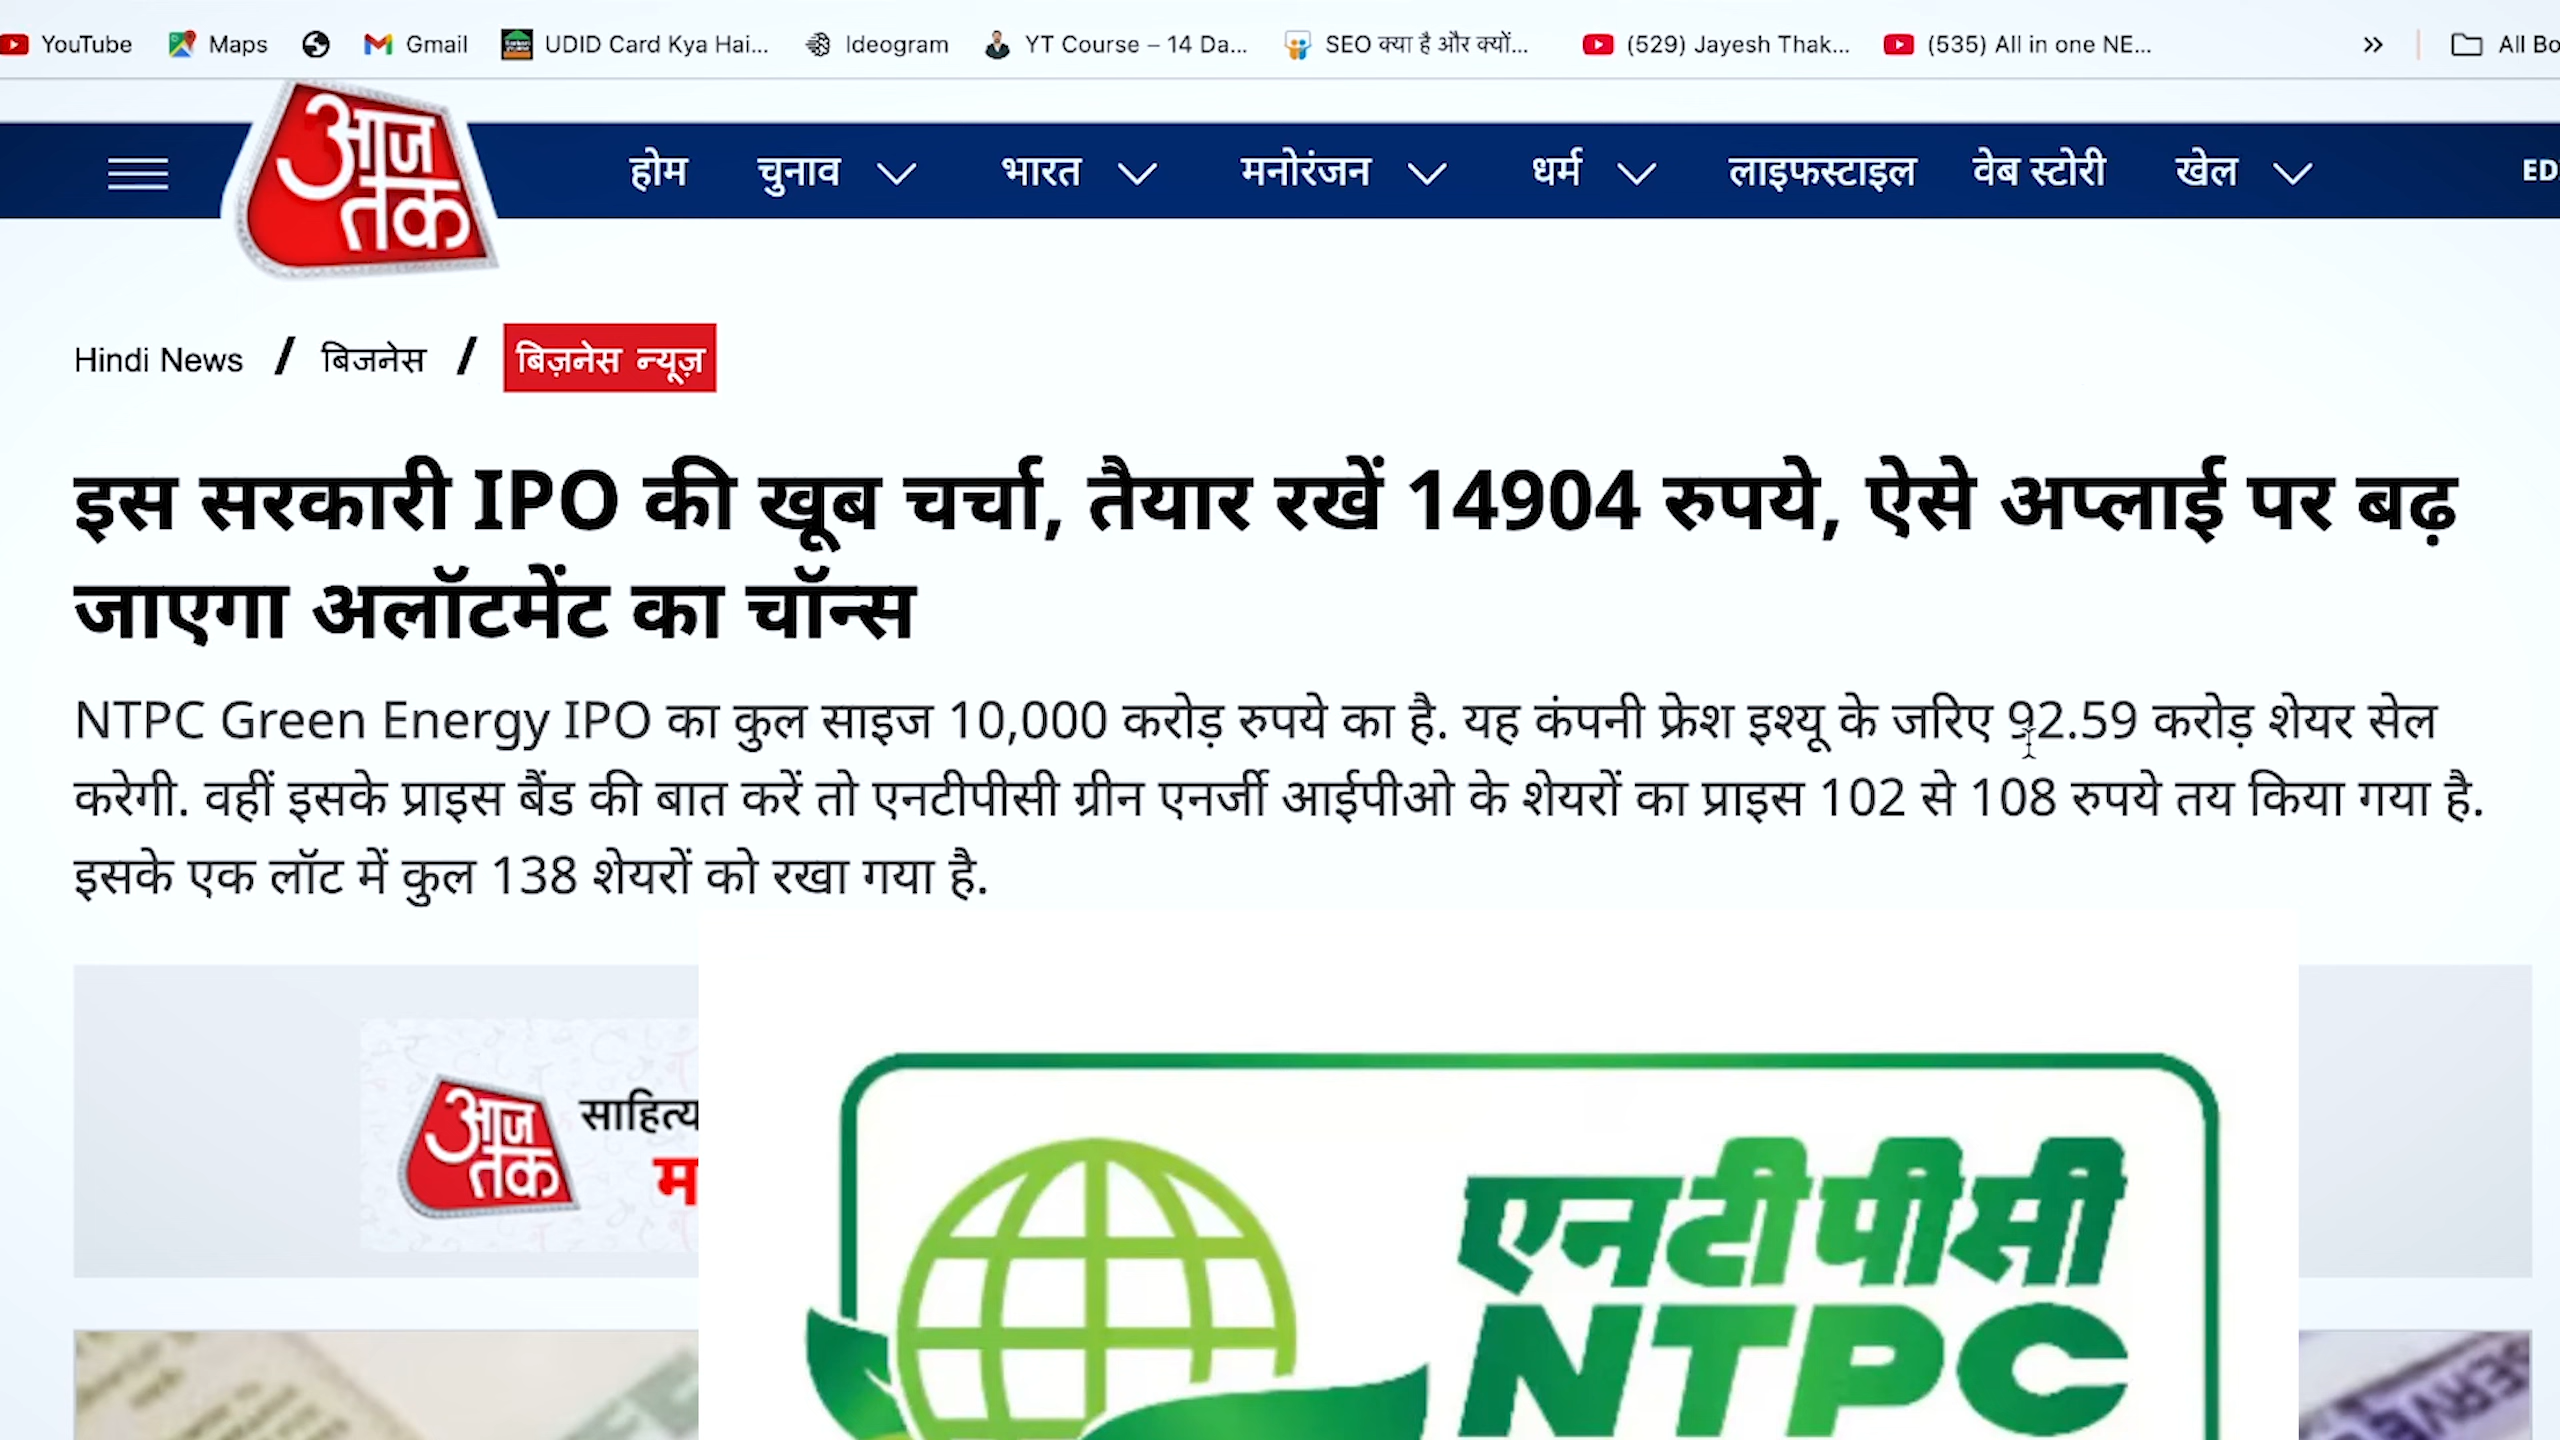 YouTube Maps Gmail UDID Card Kya Hai... Ideogram YT Course – 14 Da... SEO क्या है और क्यों... (529) Jayesh Thak... (535) All in one NE... » All Bo
आज
तक
होम चुनाव भारत मनोरंजन धर्म लाइफस्टाइल वेब स्टोरी खेल ED
Hindi News / बिजनेस / बिज़नेस न्यूज़
इस सरकारी IPO की खूब चर्चा, तैयार रखें 14904 रुपये, ऐसे अप्लाई पर बढ़
जाएगा अलॉटमेंट का चॉन्स
NTPC Green Energy IPO का कुल साइज 10,000 करोड़ रुपये का है. यह कंपनी फ्रेश इश्यू के जरिए 92.59 करोड़ शेयर सेल
करेगी. वहीं इसके प्राइस बैंड की बात करें तो एनटीपीसी ग्रीन एनर्जी आईपीओ के शेयरों का प्राइस 102 से 108 रुपये तय किया गया है.
इसके एक लॉट में कुल 138 शेयरों को रखा गया है.
आज
तक
साहित्य
म
एनटीपीसी
NTPC